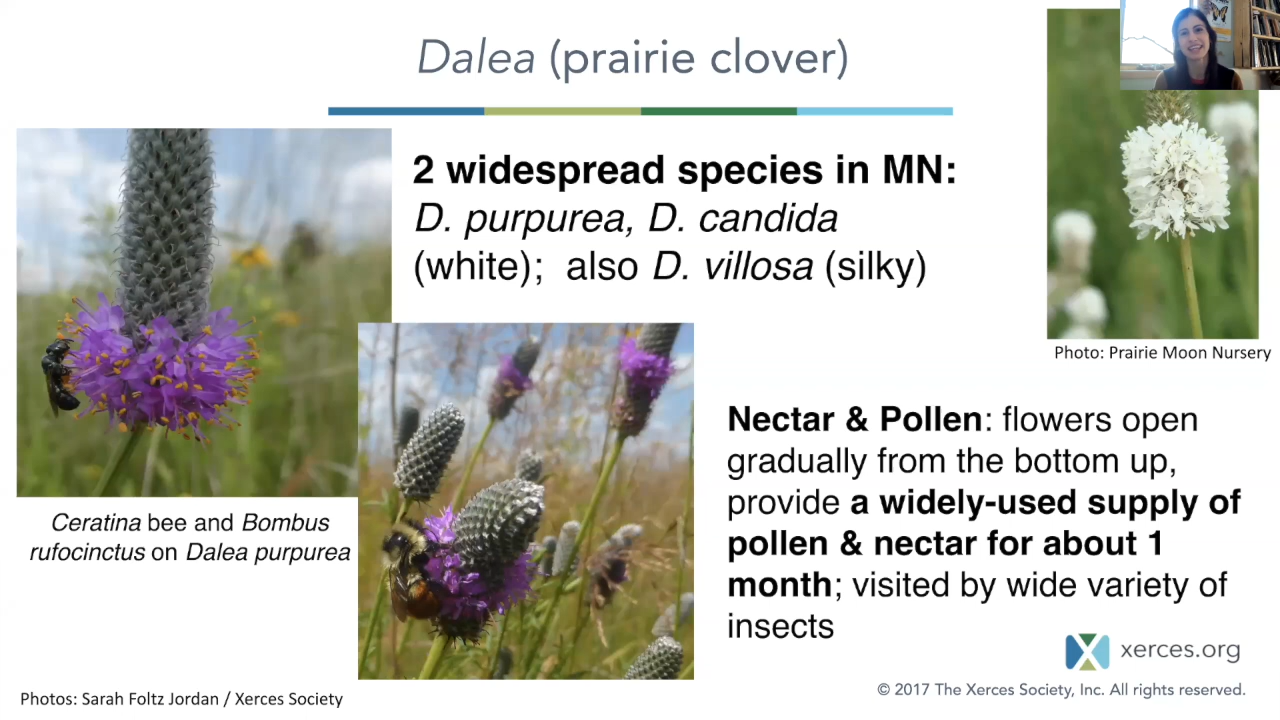 Dalea (prairie clover)
2 widespread species in MN:
D. purpurea, D. candida
(white);  also D. villosa (silky)
Photo: Prairie Moon Nursery
Nectar & Pollen: flowers open
gradually from the bottom up,
provide a widely-used supply of
pollen & nectar for about 1
month; visited by wide variety of
insects
Ceratina bee and Bombus
rufocinctus on Dalea purpurea
xerces.org
© 2017 The Xerces Society, Inc. All rights reserved.
Photos: Sarah Foltz Jordan / Xerces Society